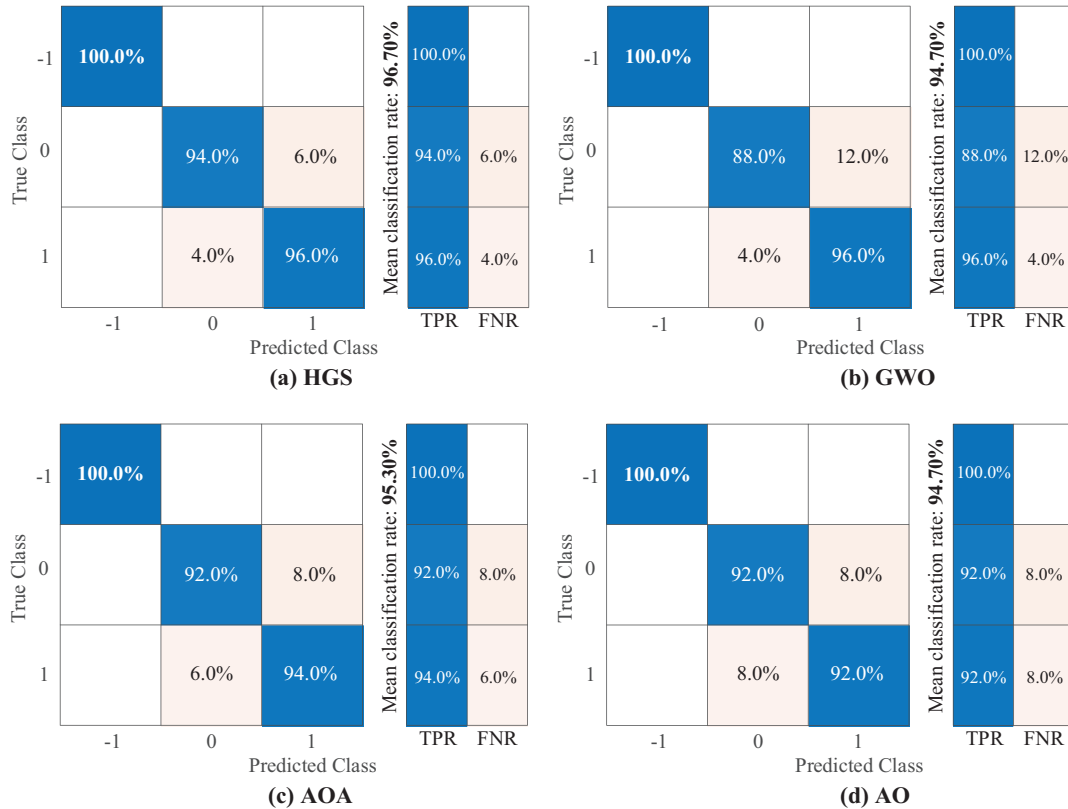 -1
100.0%
0
94.0%
6.0%
1
4.0%
96.0%
True Class
-1
0
1
Predicted Class
Mean classification rate: 96.70%
100.0%
94.0%
6.0%
96.0%
4.0%
TPR
FNR
(a) HGS
-1
100.0%
0
88.0%
12.0%
1
4.0%
96.0%
True Class
-1
0
1
Predicted Class
Mean classification rate: 94.70%
100.0%
88.0%
12.0%
96.0%
4.0%
TPR
FNR
(b) GWO
-1
100.0%
0
92.0%
8.0%
1
6.0%
94.0%
True Class
-1
0
1
Predicted Class
Mean classification rate: 95.30%
100.0%
92.0%
8.0%
94.0%
6.0%
TPR
FNR
(c) AOA
-1
100.0%
0
92.0%
8.0%
1
8.0%
92.0%
True Class
-1
0
1
Predicted Class
Mean classification rate: 94.70%
100.0%
92.0%
8.0%
92.0%
8.0%
TPR
FNR
(d) AO